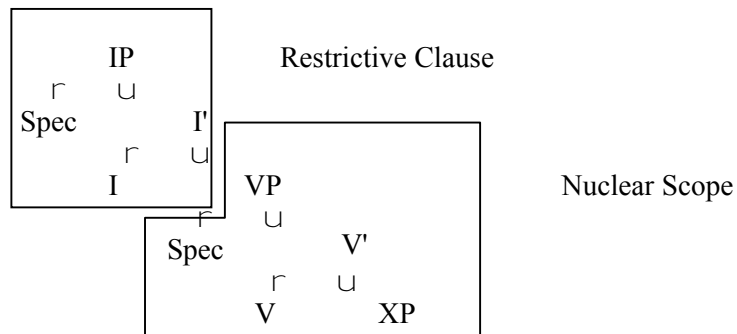 IP Restrictive Clause
r u
Spec I'
r u
I VP Nuclear Scope
r u
Spec V'
r u
V XP